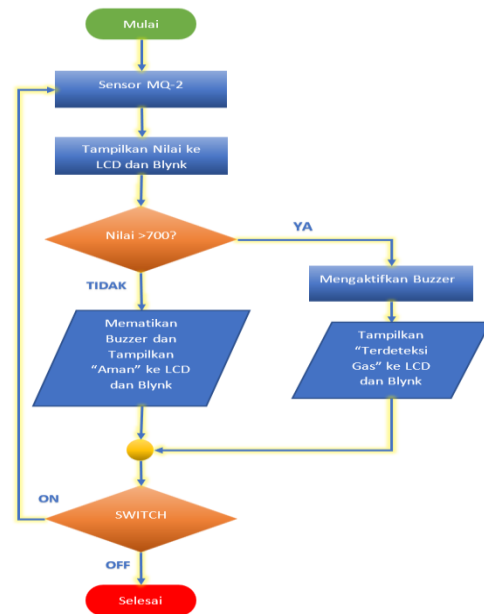 Mulai
Sensor MQ-2
Tampilkan Nilai ke
LCD dan Blynk
Nilai >700?
YA
TIDAK
Mengaktifkan Buzzer
Mematikan
Buzzer dan
Tampilkan
“Aman” ke LCD
dan Blynk
Tampilkan
“Terdeteksi
Gas” ke LCD
dan Blynk
ON
SWITCH
OFF
Selesai